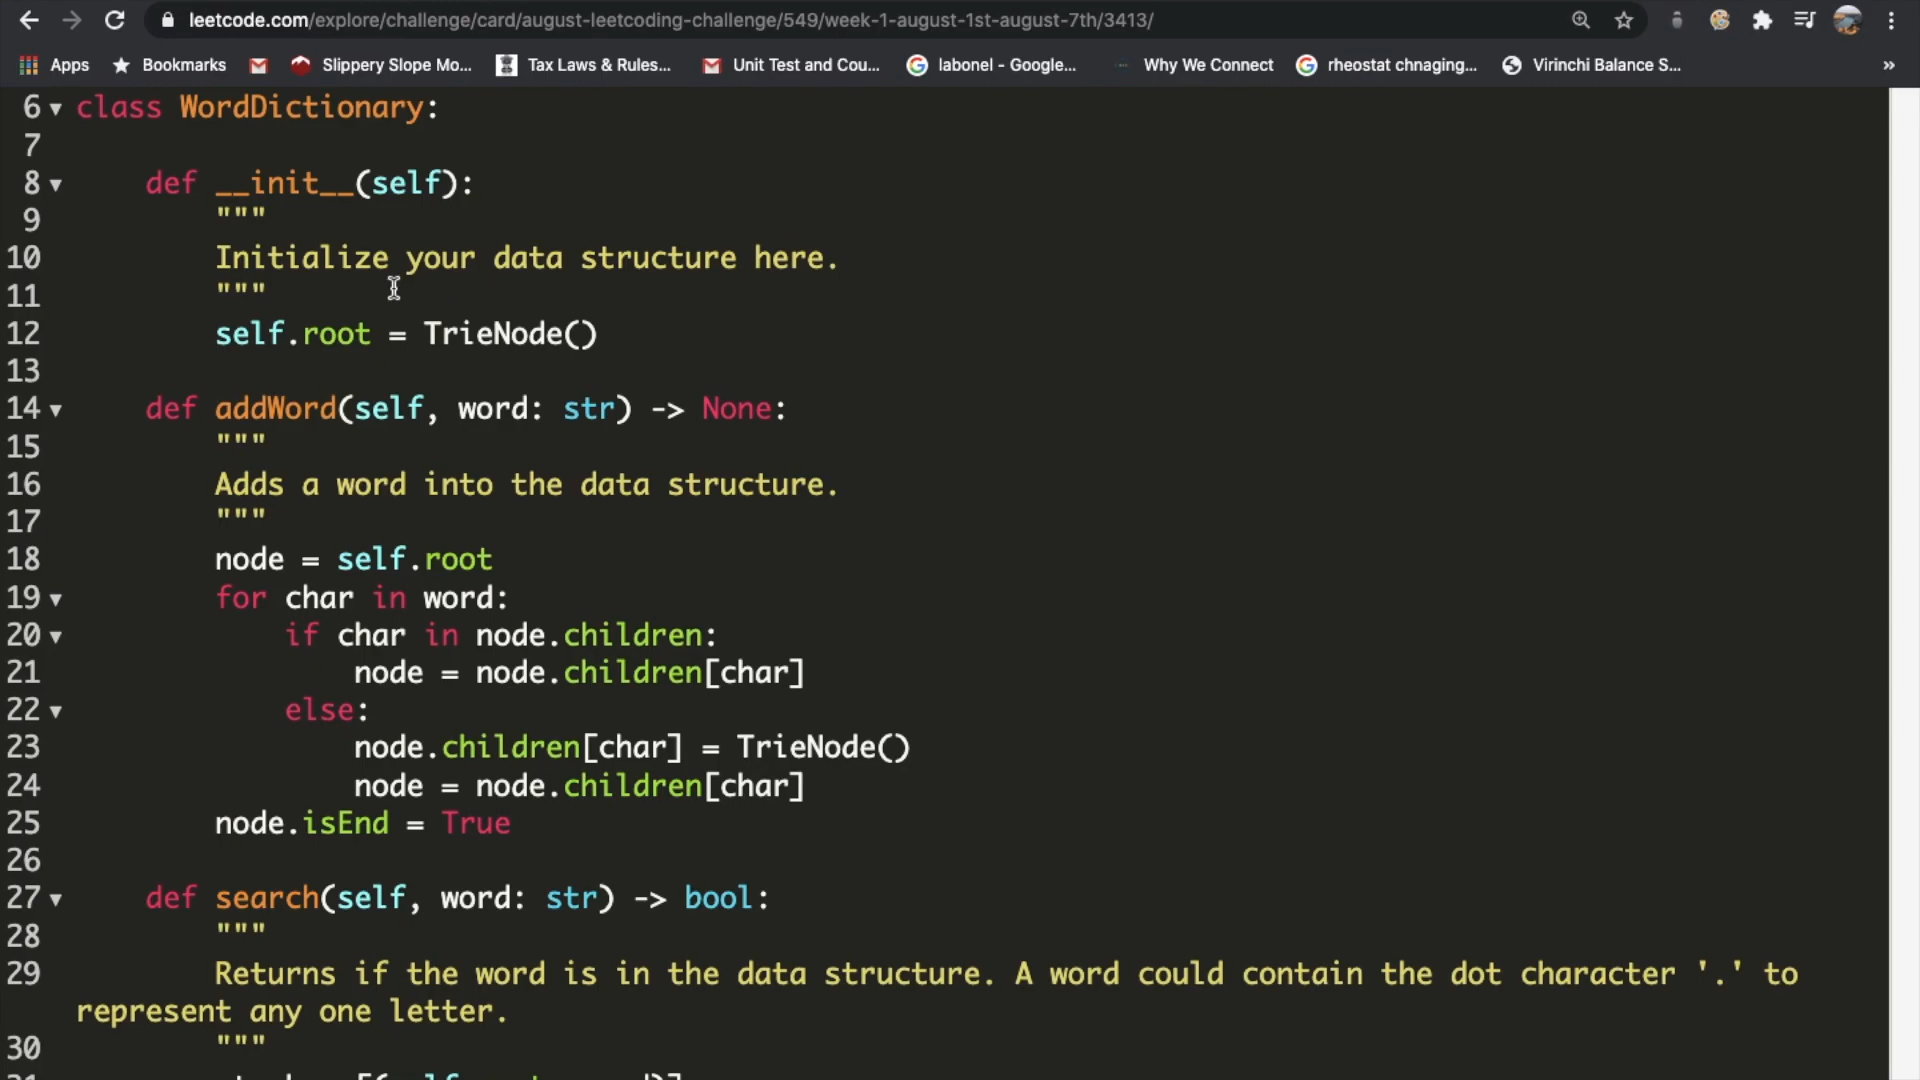 leetcode.com/explore/challenge/card/august-leetcoding-challenge/549/week-1-august-1st-august-7th/3413/
Apps Bookmarks Slippery Slope Mo... Tax Laws & Rules... Unit Test and Cou... labonel - Google... Why We Connect rheostat chnaging... Virinchi Balance S... »
6 class WordDictionary:
7
8 def __init__(self):
9 """
10 Initialize your data structure here.
11 """
12 self.root = TrieNode()
13
14 def addWord(self, word: str) -> None:
15 """
16 Adds a word into the data structure.
17 """
18 node = self.root
19 for char in word:
20 if char in node.children:
21 node = node.children[char]
22 else:
23 node.children[char] = TrieNode()
24 node = node.children[char]
25 node.isEnd = True
26
27 def search(self, word: str) -> bool:
28 """
29 Returns if the word is in the data structure. A word could contain the dot character '.' to
represent any one letter.
30 """